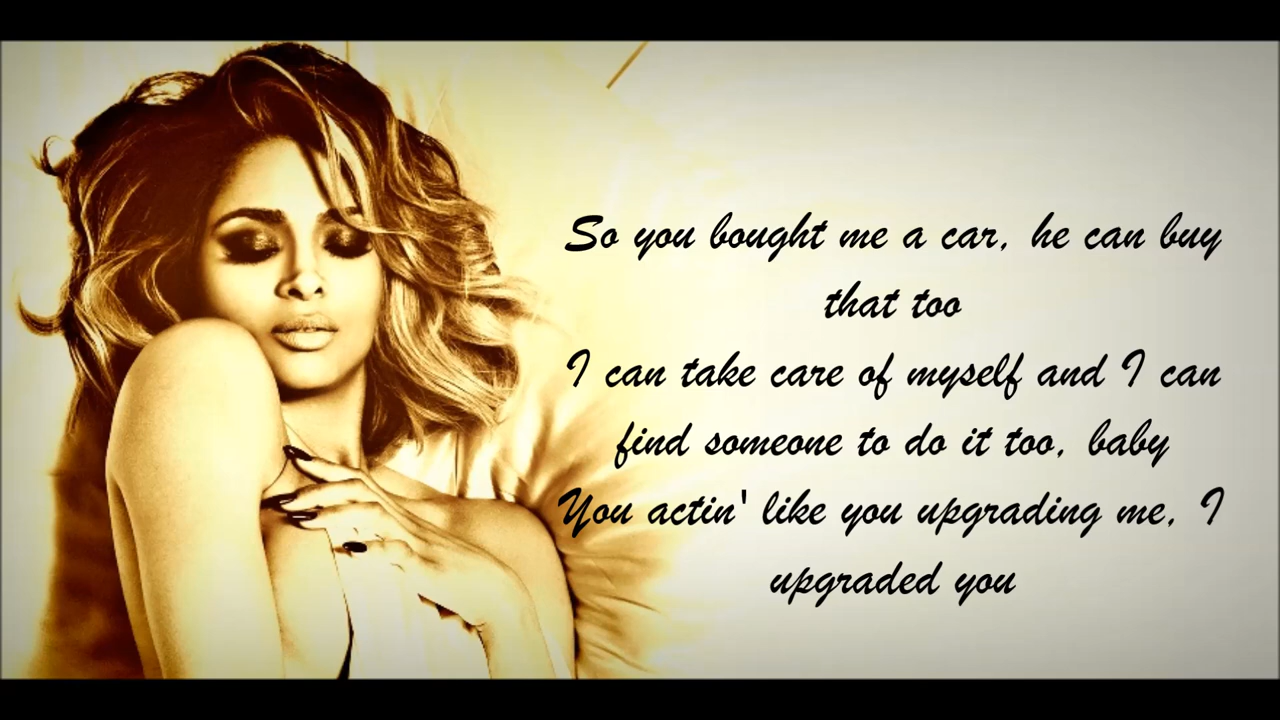 So you bought me a car, he can buy
that too
I can take care of myself and I can
find someone to do it too, baby
You actin' like you upgrading me, I
upgraded you